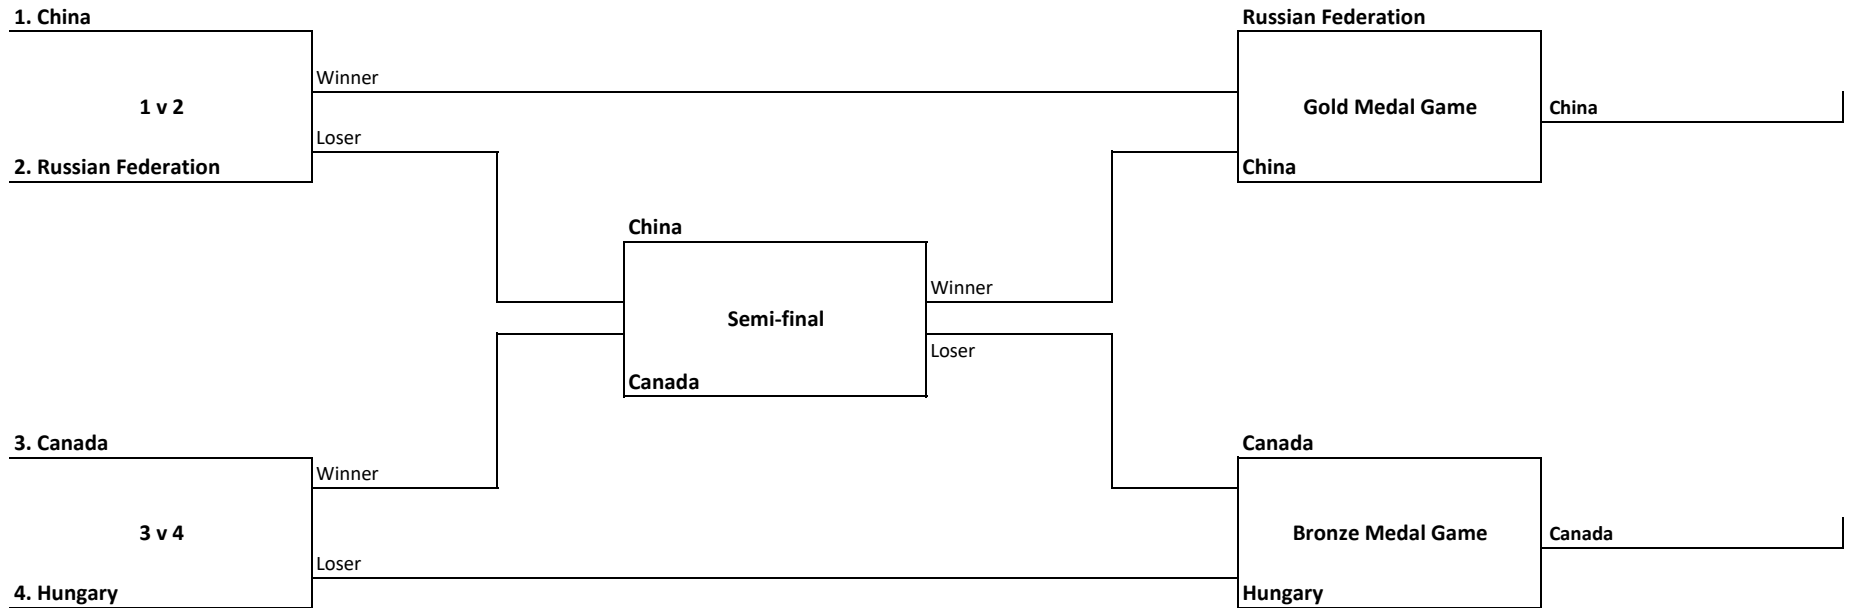 1. China
Russian Federation
Winner
1 v 2
Gold Medal Game
China
Loser
2. Russian Federation
China
China
Winner
Semi-final
Loser
Canada
3. Canada
Canada
Winner
3 v 4
Bronze Medal Game
Canada
Loser
4. Hungary
Hungary